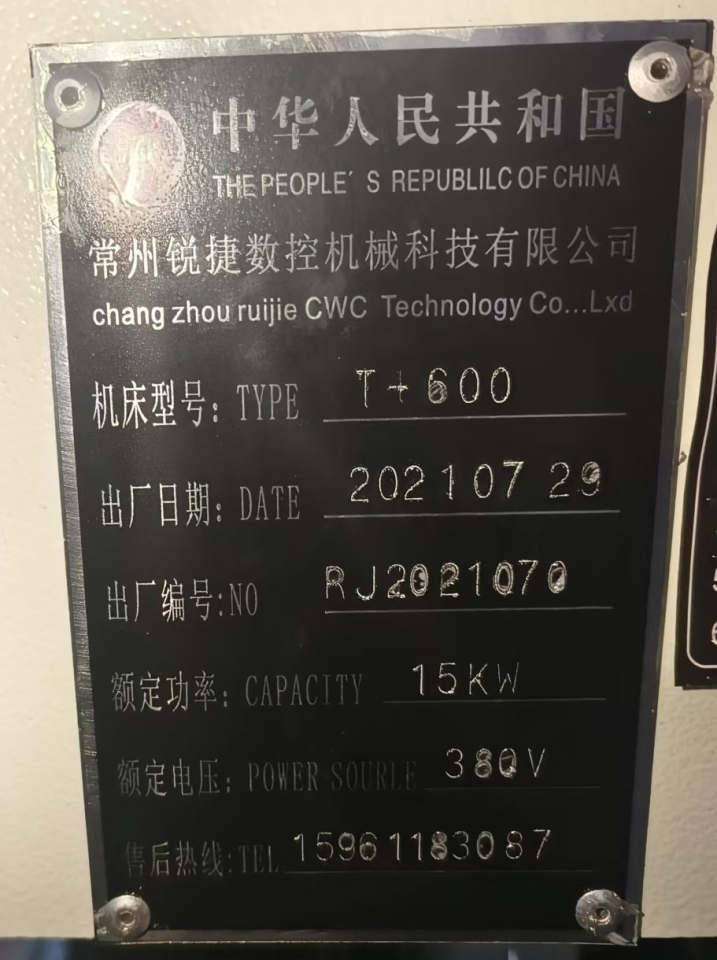 中华人民共和国
THE PEOPLE' S REPUBLILC OF CHINA
常州锐捷数控机械科技有限公司
chang zhou ruijie CWC Technology Co...Lxd
机床型号: TYPE T+600
出厂日期: DATE 20210729
出厂编号:NO RJ2021070
额定功率: CAPACITY 15KW
额定电压: POWER SOURLE 380V
售后热线:TEL 15961183087